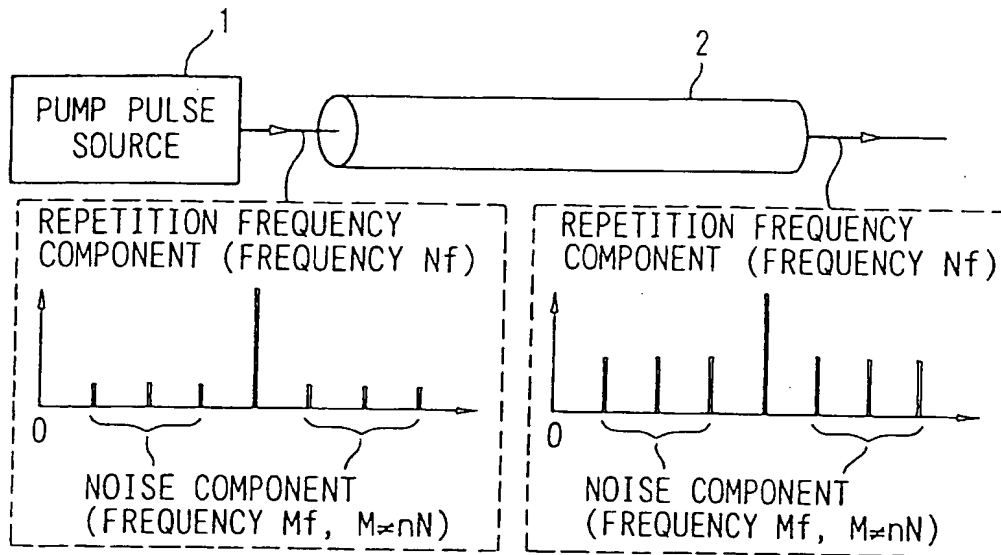 1
2
PUMP PULSE
SOURCE
REPETITION FREQUENCY
COMPONENT (FREQUENCY Nf)
0
NOISE COMPONENT
(FREQUENCY Mf, M≠nN)
REPETITION FREQUENCY
COMPONENT (FREQUENCY Nf)
0
NOISE COMPONENT
(FREQUENCY Mf, M≠nN)